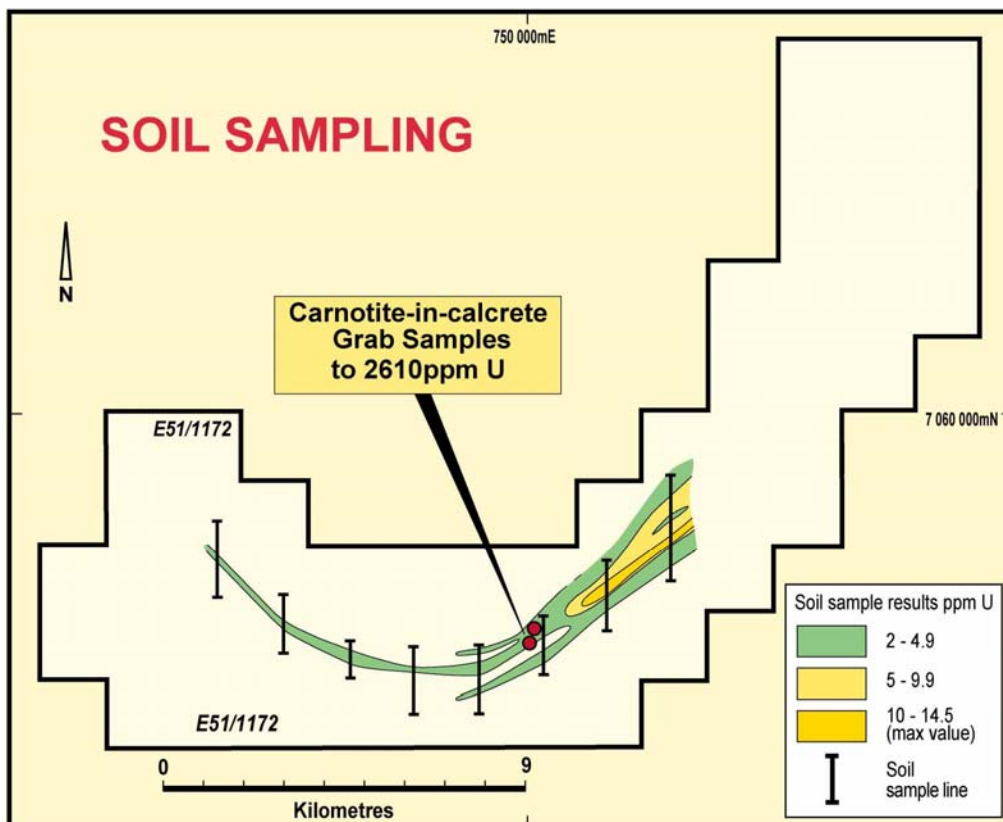 750 000mE
SOIL SAMPLING
N
Carnotite-in-calcrete
Grab Samples
to 2610ppm U
7 060 000mN
E51/1172
E51/1172
Soil sample results ppm U
2 - 4.9
5 - 9.9
10 - 14.5
(max value)
Soil
sample line
0 9
Kilometres